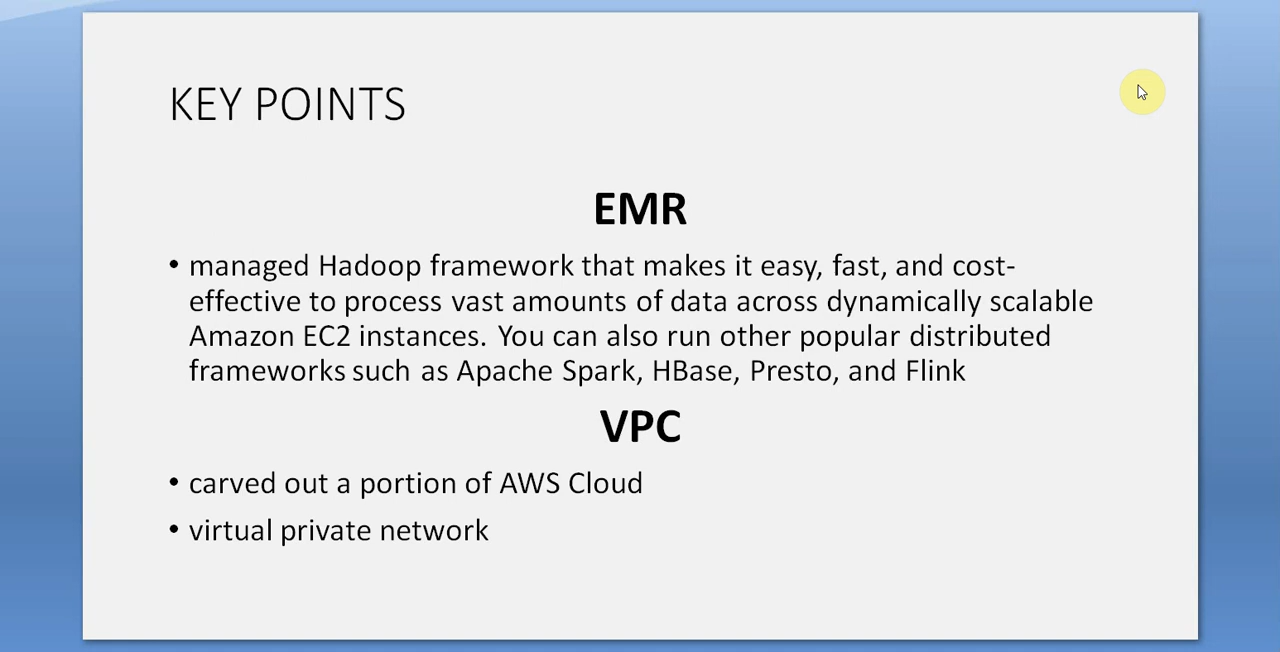 KEY POINTS
EMR
• managed Hadoop framework that makes it easy, fast, and cost-
effective to process vast amounts of data across dynamically scalable
Amazon EC2 instances. You can also run other popular distributed
frameworks such as Apache Spark, HBase, Presto, and Flink
VPC
• carved out a portion of AWS Cloud
• virtual private network